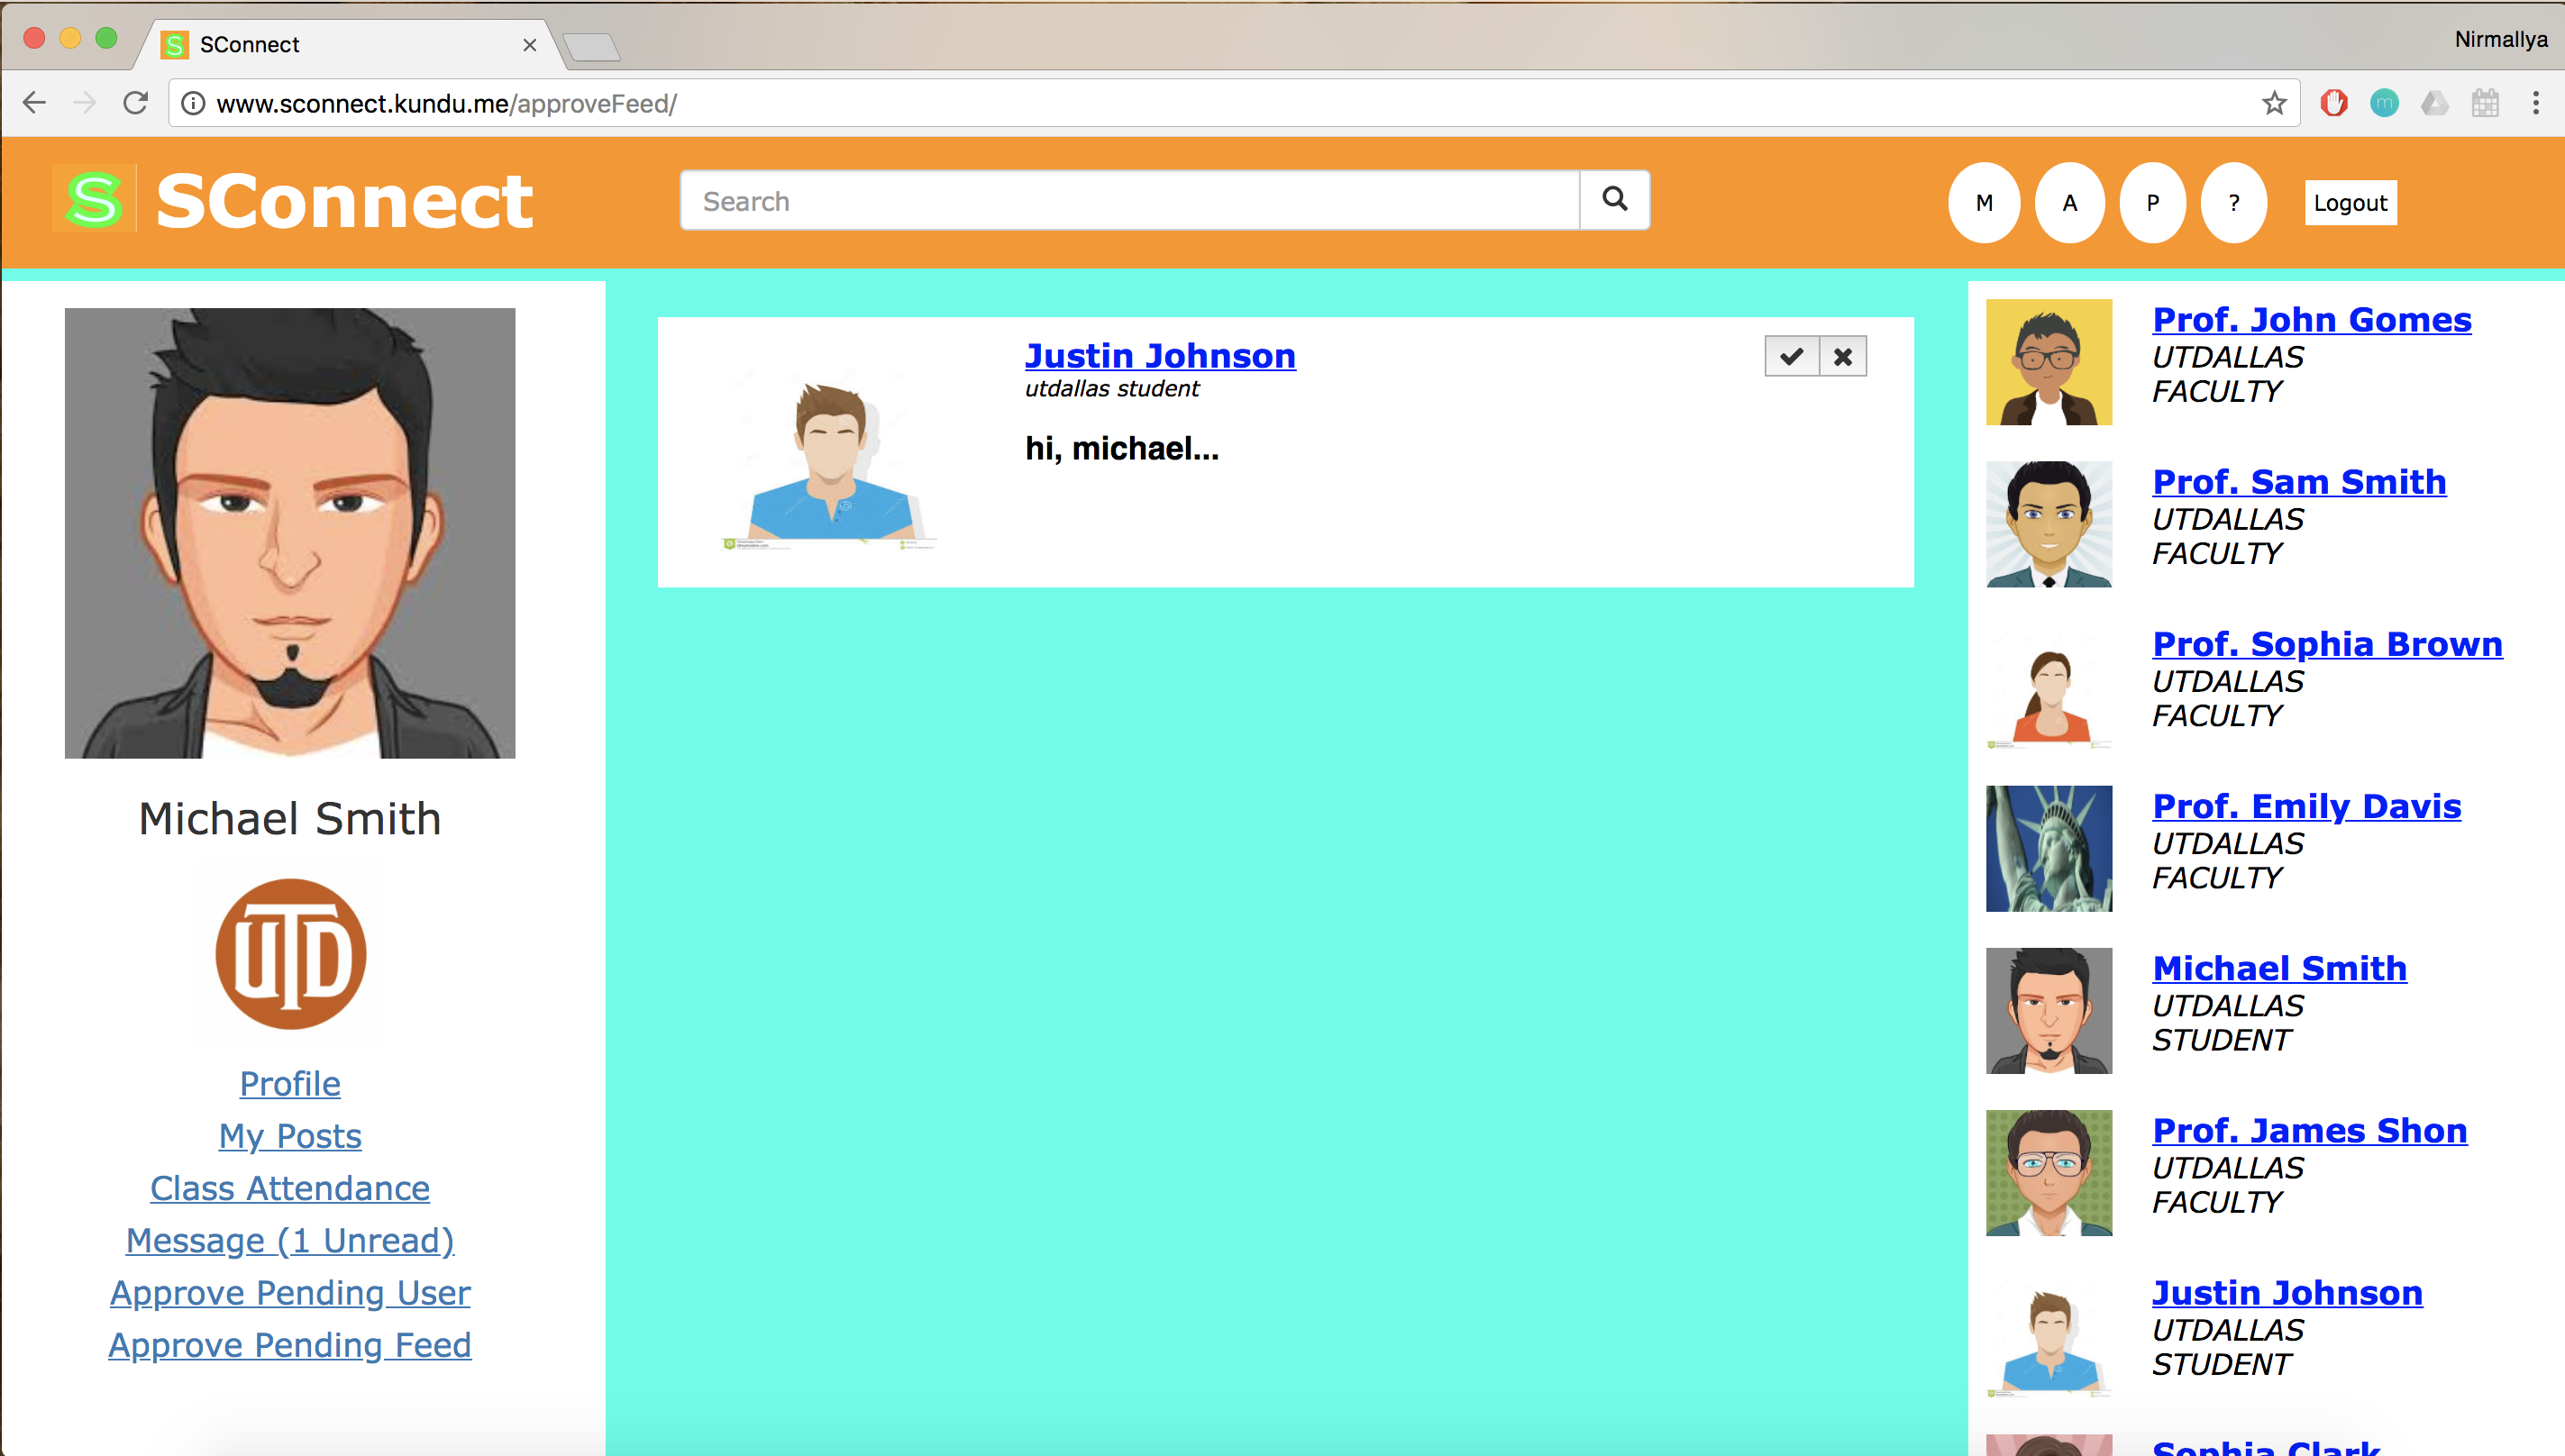 SConnect
Nirmallya
www.sconnect.kundu.me/approveFeed/
m
S SConnect
Search
M A P ? Logout
Michael Smith
UTD
Profile
My Posts
Class Attendance
Message (1 Unread)
Approve Pending User
Approve Pending Feed
Justin Johnson
utdallas student
hi, michael...
Prof. John Gomes
UTDALLAS
FACULTY
Prof. Sam Smith
UTDALLAS
FACULTY
Prof. Sophia Brown
UTDALLAS
FACULTY
Prof. Emily Davis
UTDALLAS
FACULTY
Michael Smith
UTDALLAS
STUDENT
Prof. James Shon
UTDALLAS
FACULTY
Justin Johnson
UTDALLAS
STUDENT
Sophia Clark